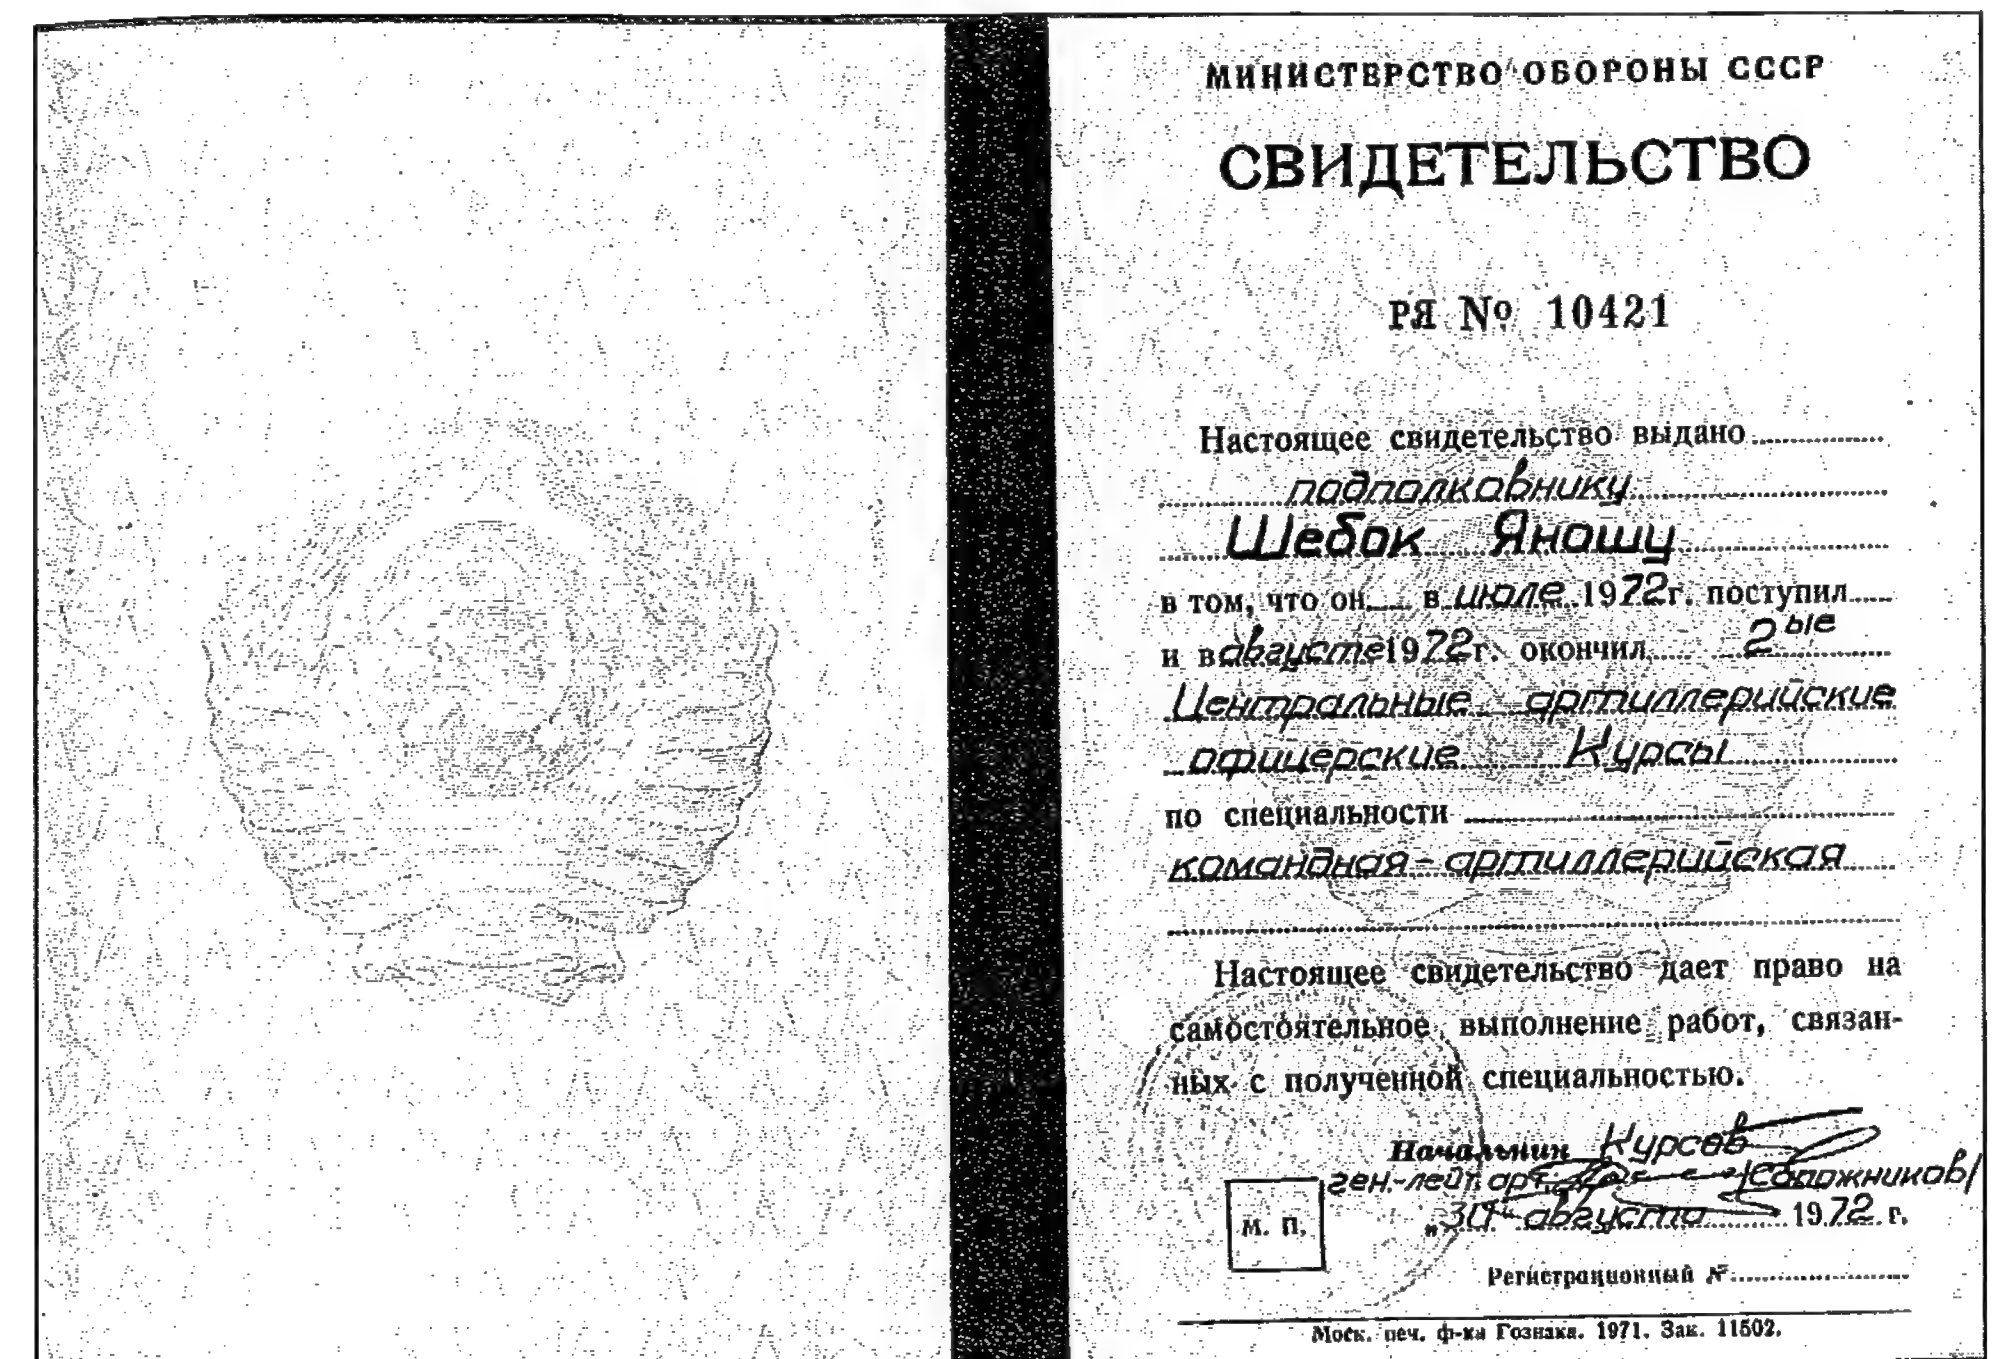 МИНИСТЕРСТВО ОБОРОНЫ СССР
СВИДЕТЕЛЬСТВО
РЯ № 10421
Настоящее свидетельство выдано
подполковнику
Шебок Яношу
в том, что он в июле 1972 г. поступил
и в августе 1972 г. окончил 2ые
Центральные артиллерийские
офицерские Курсы
по специальности
командная - артиллерийская
Настоящее свидетельство дает право на
самостоятельное выполнение работ, связан-
ных с полученной специальностью.
Начальник Курсов
ген.-лейт. арт. /Сапожников/
„30" августа 1972 г.
М. П.
Регистрационный №
Моск. печ. ф-ка Гознака. 1971. Зак. 11502.